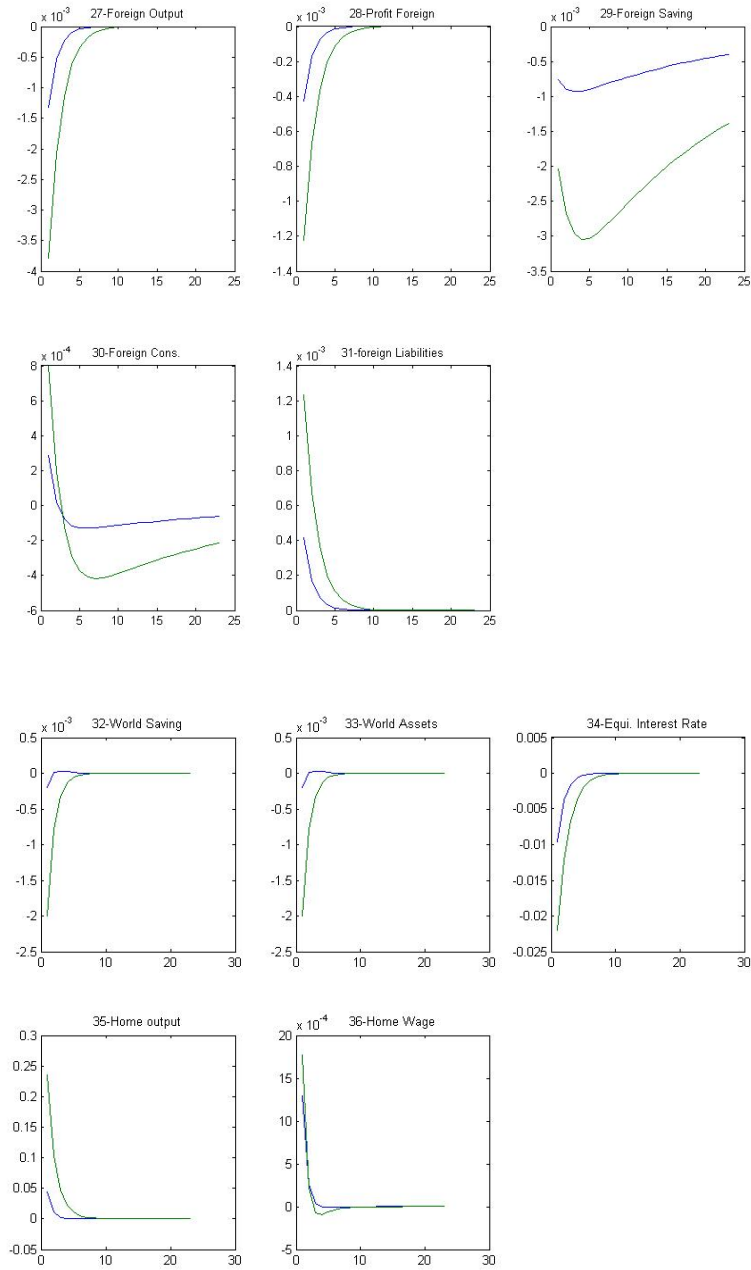 27-Foreign Output
x 10^-3
0
-0.5
-1
-1.5
-2
-2.5
-3
-3.5
-4
0 5 10 15 20 25
28-Profit Foreign
x 10^-3
0
-0.2
-0.4
-0.6
-0.8
-1
-1.2
-1.4
0 5 10 15 20 25
29-Foreign Saving
x 10^-3
0
-0.5
-1
-1.5
-2
-2.5
-3
-3.5
0 5 10 15 20 25
30-Foreign Cons.
x 10^-4
8
6
4
2
0
-2
-4
-6
0 5 10 15 20 25
31-foreign Liabilities
x 10^-3
1.4
1.2
1
0.8
0.6
0.4
0.2
0
0 5 10 15 20 25
32-World Saving
x 10^-3
0.5
0
-0.5
-1
-1.5
-2
-2.5
0 10 20 30
33-World Assets
x 10^-3
0.5
0
-0.5
-1
-1.5
-2
-2.5
0 10 20 30
34-Equi. Interest Rate
0.005
0
-0.005
-0.01
-0.015
-0.02
-0.025
0 10 20 30
35-Home output
0.3
0.25
0.2
0.15
0.1
0.05
0
-0.05
0 10 20 30
36-Home Wage
x 10^-4
20
15
10
5
0
-5
0 10 20 30